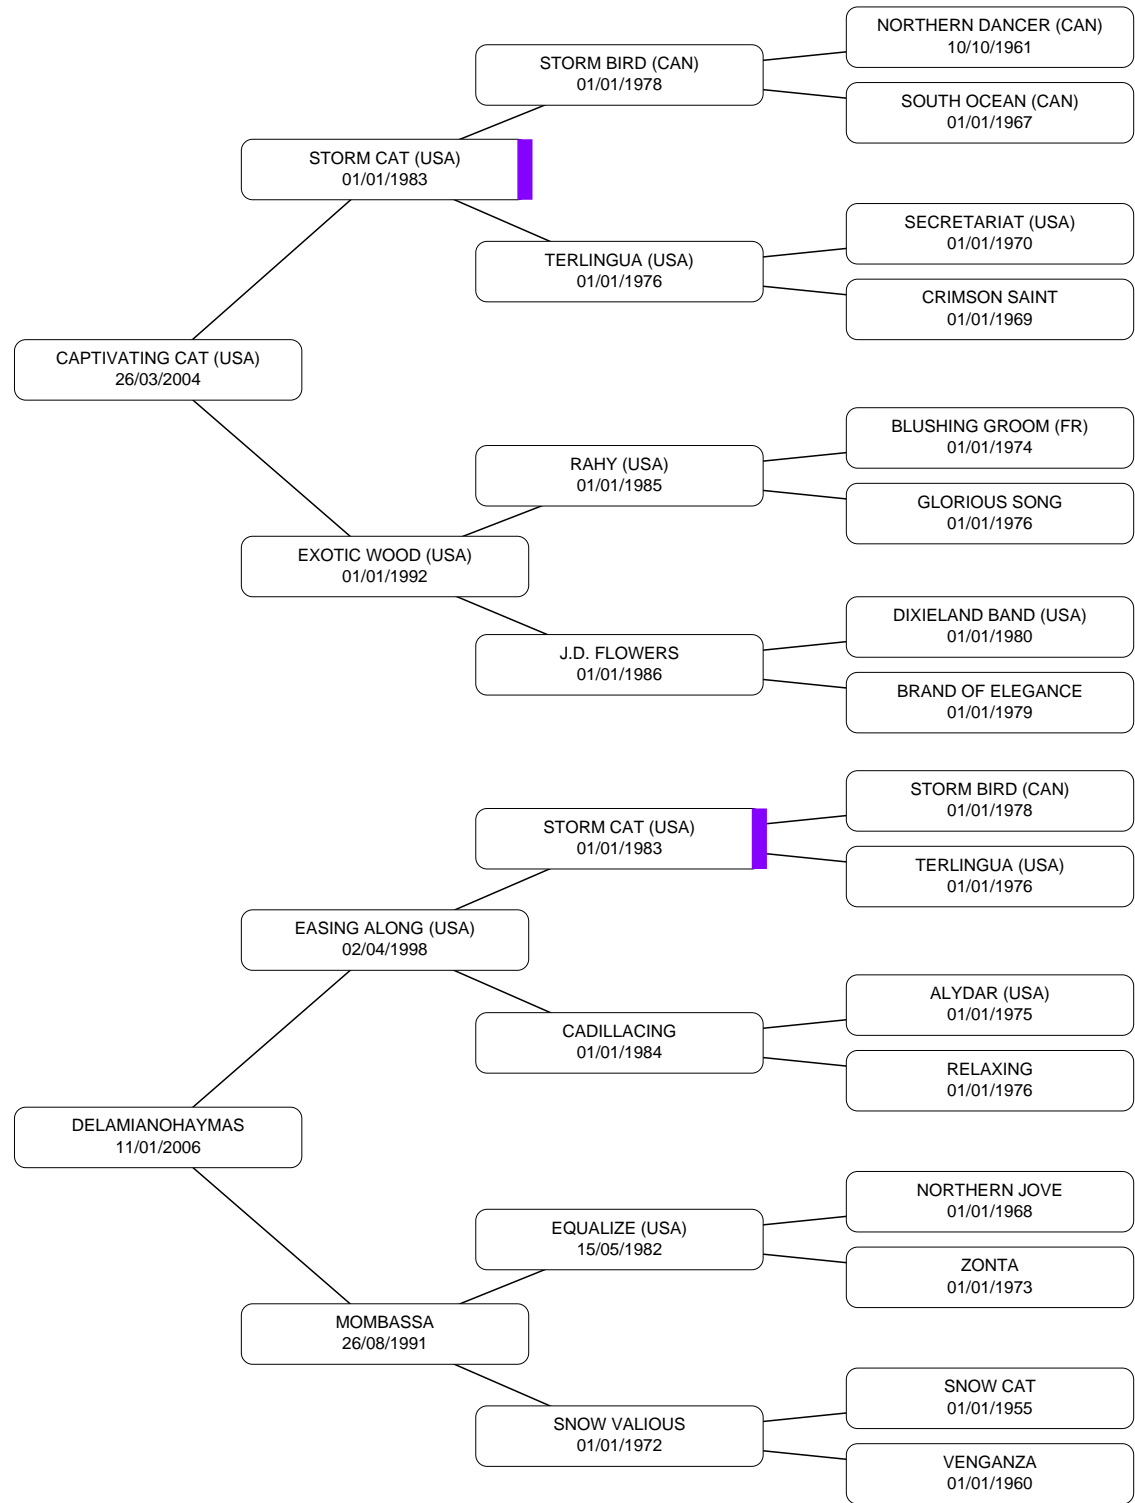 NORTHERN DANCER (CAN)
10/10/1961
STORM BIRD (CAN)
01/01/1978
SOUTH OCEAN (CAN)
01/01/1967
STORM CAT (USA)
01/01/1983
SECRETARIAT (USA)
01/01/1970
TERLINGUA (USA)
01/01/1976
CRIMSON SAINT
01/01/1969
CAPTIVATING CAT (USA)
26/03/2004
BLUSHING GROOM (FR)
01/01/1974
RAHY (USA)
01/01/1985
GLORIOUS SONG
01/01/1976
EXOTIC WOOD (USA)
01/01/1992
DIXIELAND BAND (USA)
01/01/1980
J.D. FLOWERS
01/01/1986
BRAND OF ELEGANCE
01/01/1979
STORM BIRD (CAN)
01/01/1978
STORM CAT (USA)
01/01/1983
TERLINGUA (USA)
01/01/1976
EASING ALONG (USA)
02/04/1998
ALYDAR (USA)
01/01/1975
CADILLACING
01/01/1984
RELAXING
01/01/1976
DELAMIANOHAYMAS
11/01/2006
NORTHERN JOVE
01/01/1968
EQUALIZE (USA)
15/05/1982
ZONTA
01/01/1973
MOMBASSA
26/08/1991
SNOW CAT
01/01/1955
SNOW VALIOUS
01/01/1972
VENGANZA
01/01/1960